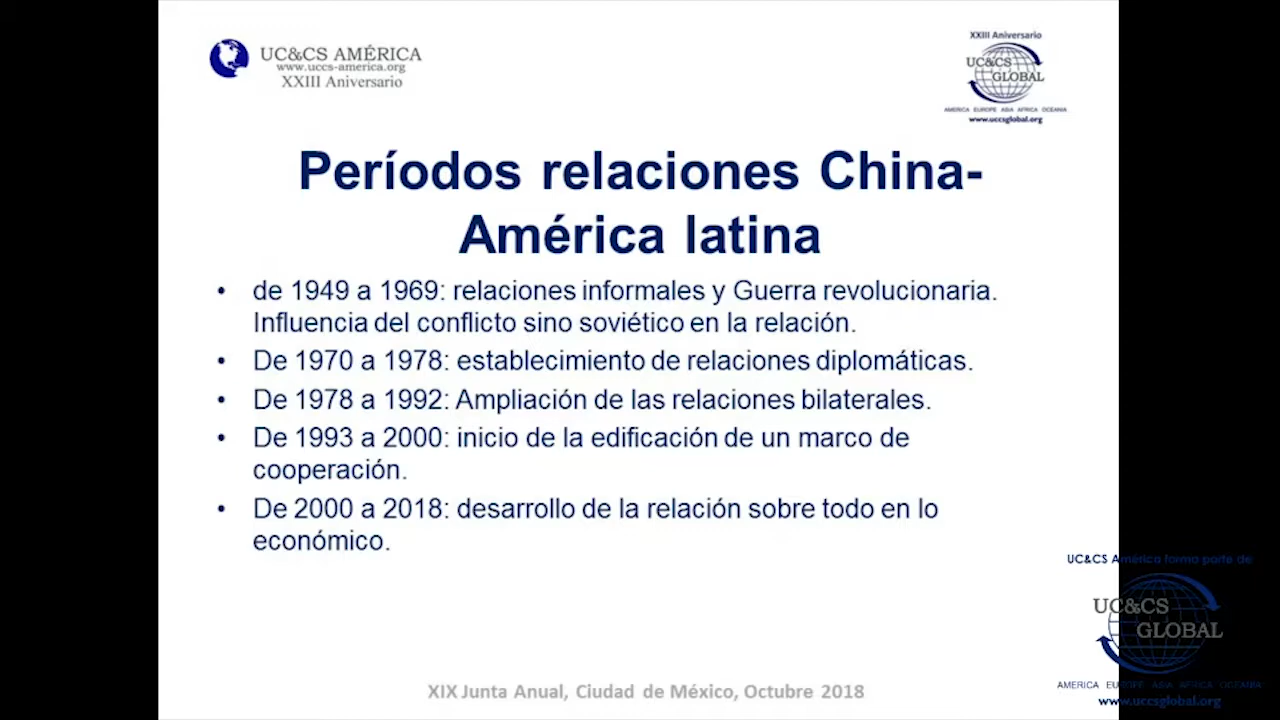 UC&CS AMÉRICA
www.uccs-america.org
XXIII Aniversario
XXIII Aniversario
UC&CS
GLOBAL
AMERICA EUROPE ASIA AFRICA OCEANIA
www.uccsglobal.org
Períodos relaciones China-
América latina
• de 1949 a 1969: relaciones informales y Guerra revolucionaria.
Influencia del conflicto sino soviético en la relación.
• De 1970 a 1978: establecimiento de relaciones diplomáticas.
• De 1978 a 1992: Ampliación de las relaciones bilaterales.
• De 1993 a 2000: inicio de la edificación de un marco de
cooperación.
• De 2000 a 2018: desarrollo de la relación sobre todo en lo
económico.
UC&CS América forma parte de
UC&CS
GLOBAL
AMERICA EUROPE ASIA AFRICA OCEANIA
www.uccsglobal.org
XIX Junta Anual, Ciudad de México, Octubre 2018